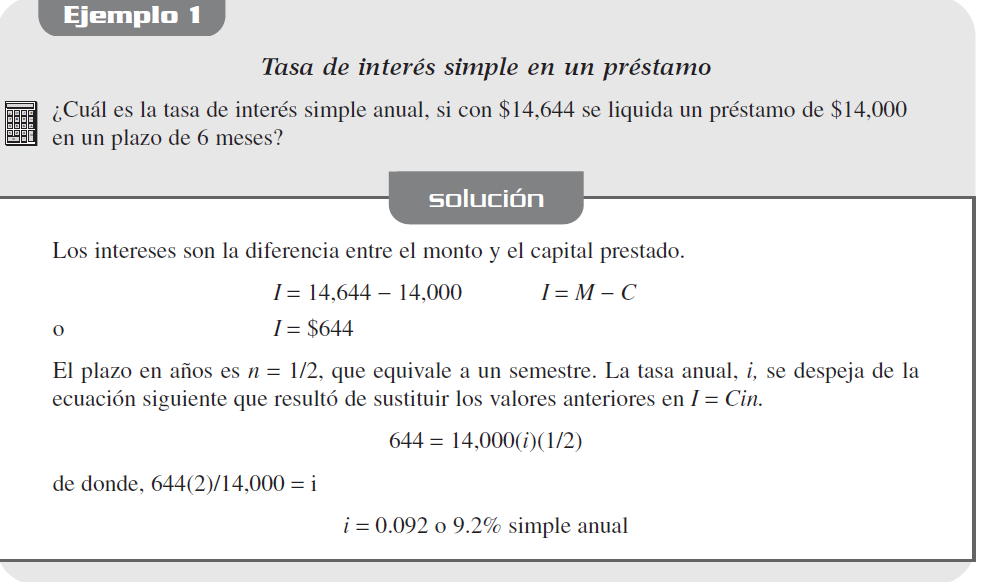 Ejemplo 1
Tasa de interés simple en un préstamo
¿Cuál es la tasa de interés simple anual, si con $14,644 se liquida un préstamo de $14,000
en un plazo de 6 meses?
solución
Los intereses son la diferencia entre el monto y el capital prestado.
I = 14,644 − 14,000 I = M − C
o I = $644
El plazo en años es n = 1/2, que equivale a un semestre. La tasa anual, i, se despeja de la
ecuación siguiente que resultó de sustituir los valores anteriores en I = Cin.
644 = 14,000(i)(1/2)
de donde, 644(2)/14,000 = i
i = 0.092 o 9.2% simple anual